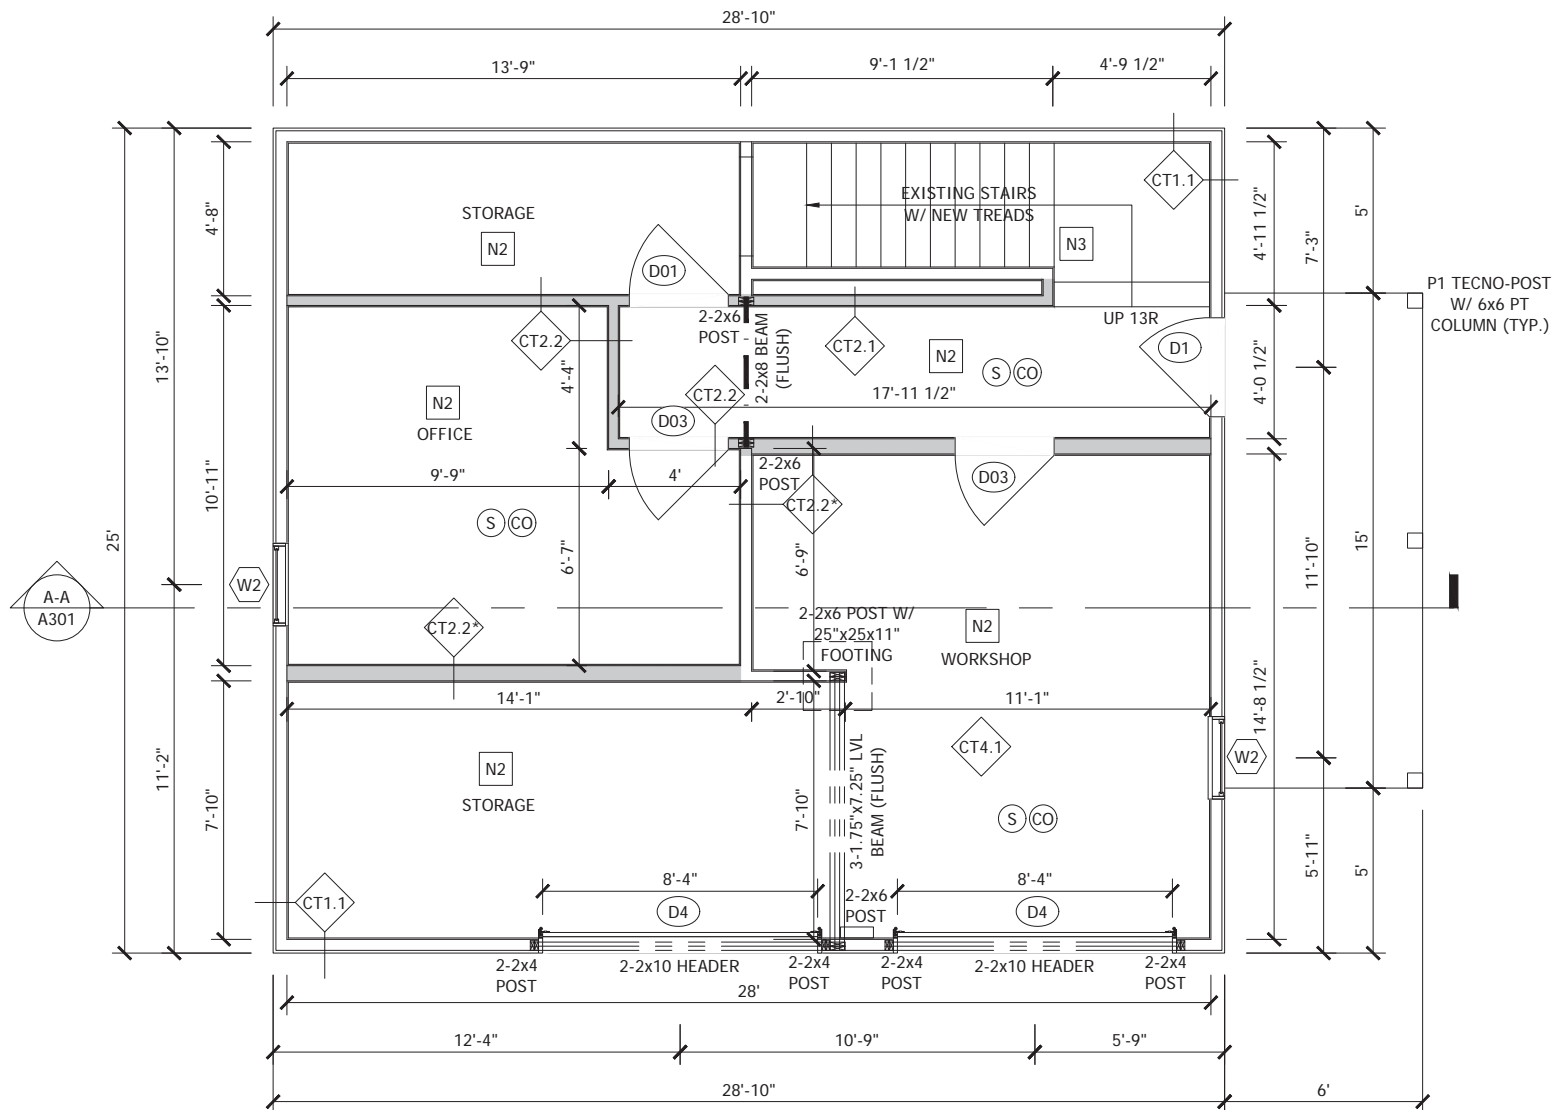 28'-10"
13'-9"
9'-1 1/2"
4'-9 1/2"
CT1.1
EXISTING STAIRS
W/ NEW TREADS
STORAGE
N2
N3
D01
4'-8"
4'-11 1/2"
7'-3"
5'
P1 TECNO-POST
W/ 6x6 PT
COLUMN (TYP.)
2-2x6
POST
2-2x8 BEAM
(FLUSH)
UP 13R
CT2.2
CT2.1
N2
D1
S
CO
13'-10"
4'-4"
CT2.2
17'-11 1/2"
4'-0 1/2"
N2
OFFICE
D03
9'-9"
4'
2-2x6
POST
D03
10'-11"
CT2.2*
S
CO
25'
6'-7"
6'-9"
11'-10"
15'
A-A
A301
W2
CT2.2*
2-2x6 POST W/
25"x25x11"
FOOTING
N2
WORKSHOP
14'-1"
2'-10"
11'-1"
14'-8 1/2"
CT4.1
W2
N2
STORAGE
11'-2"
7'-10"
7'-10"
3-1.75"x7.25" LVL
BEAM (FLUSH)
S
CO
5'-11"
5'
8'-4"
8'-4"
CT1.1
D4
2-2x6
POST
D4
2-2x4
POST
2-2x10 HEADER
2-2x4
POST
2-2x4
POST
2-2x10 HEADER
2-2x4
POST
28'
12'-4"
10'-9"
5'-9"
28'-10"
6'